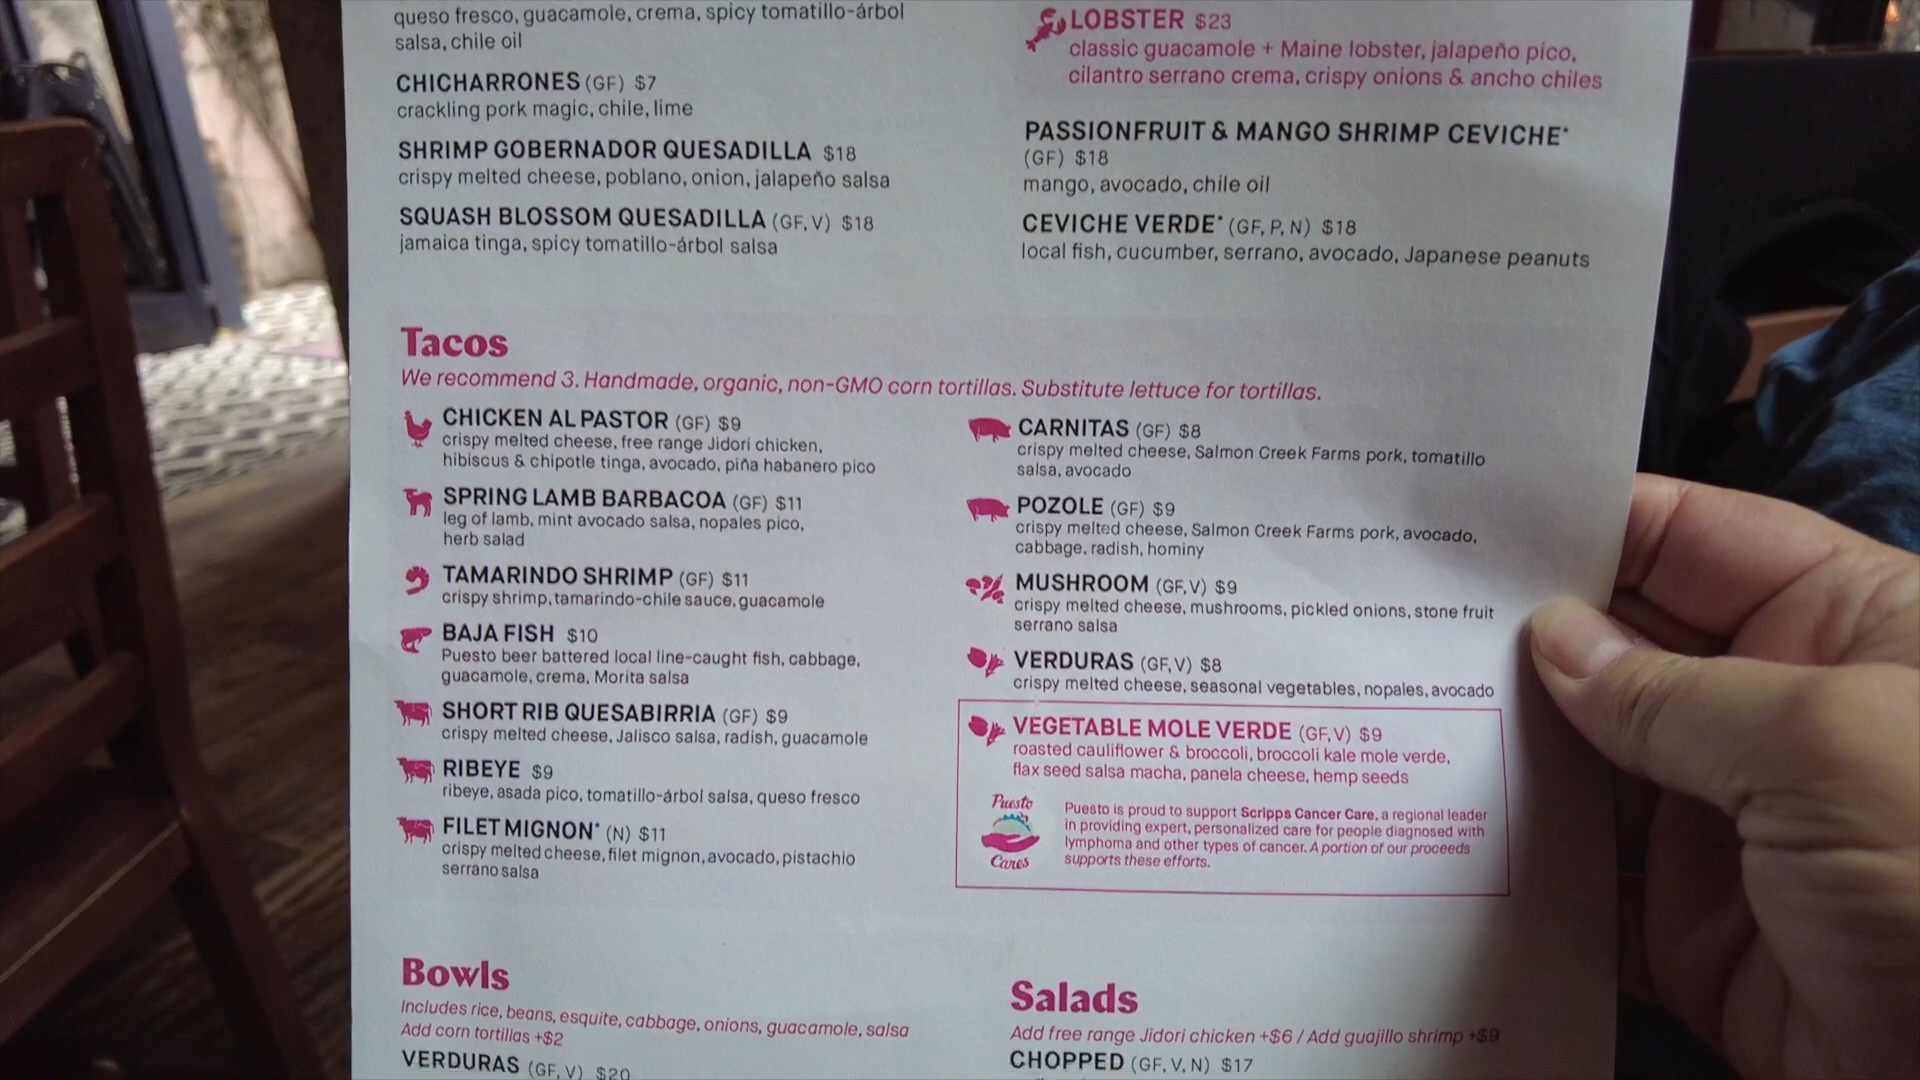 queso fresco, guacamole, crema, spicy tomatillo-árbol
salsa, chile oil
CHICHARRONES (GF) $7
crackling pork magic, chile, lime
SHRIMP GOBERNADOR QUESADILLA $18
crispy melted cheese, poblano, onion, jalapeño salsa
SQUASH BLOSSOM QUESADILLA (GF, V) $18
jamaica tinga, spicy tomatillo-árbol salsa
LOBSTER $23
classic guacamole + Maine lobster, jalapeño pico,
cilantro serrano crema, crispy onions & ancho chiles
PASSIONFRUIT & MANGO SHRIMP CEVICHE*
(GF) $18
mango, avocado, chile oil
CEVICHE VERDE* (GF, P, N) $18
local fish, cucumber, serrano, avocado, Japanese peanuts
Tacos
We recommend 3. Handmade, organic, non-GMO corn tortillas. Substitute lettuce for tortillas.
CHICKEN AL PASTOR (GF) $9
crispy melted cheese, free range Jidori chicken,
hibiscus & chipotle tinga, avocado, piña habanero pico
SPRING LAMB BARBACOA (GF) $11
leg of lamb, mint avocado salsa, nopales pico,
herb salad
TAMARINDO SHRIMP (GF) $11
crispy shrimp, tamarindo-chile sauce, guacamole
BAJA FISH $10
Puesto beer battered local line-caught fish, cabbage,
guacamole, crema, Morita salsa
SHORT RIB QUESABIRRIA (GF) $9
crispy melted cheese, Jalisco salsa, radish, guacamole
RIBEYE $9
ribeye, asada pico, tomatillo-árbol salsa, queso fresco
FILET MIGNON* (N) $11
crispy melted cheese, filet mignon, avocado, pistachio
serrano salsa
CARNITAS (GF) $8
crispy melted cheese, Salmon Creek Farms pork, tomatillo
salsa, avocado
POZOLE (GF) $9
crispy melted cheese, Salmon Creek Farms pork, avocado,
cabbage, radish, hominy
MUSHROOM (GF, V) $9
crispy melted cheese, mushrooms, pickled onions, stone fruit
serrano salsa
VERDURAS (GF, V) $8
crispy melted cheese, seasonal vegetables, nopales, avocado
VEGETABLE MOLE VERDE (GF, V) $9
roasted cauliflower & broccoli, broccoli kale mole verde,
flax seed salsa macha, panela cheese, hemp seeds
Puesto
Cares
Puesto is proud to support Scripps Cancer Care, a regional leader
in providing expert, personalized care for people diagnosed with
lymphoma and other types of cancer. A portion of our proceeds
supports these efforts.
Bowls
Includes rice, beans, esquite, cabbage, onions, guacamole, salsa
Add corn tortillas +$2
VERDURAS (GF, V) $20
Salads
Add free range Jidori chicken +$6 / Add guajillo shrimp +$9
CHOPPED (GF, V, N) $17